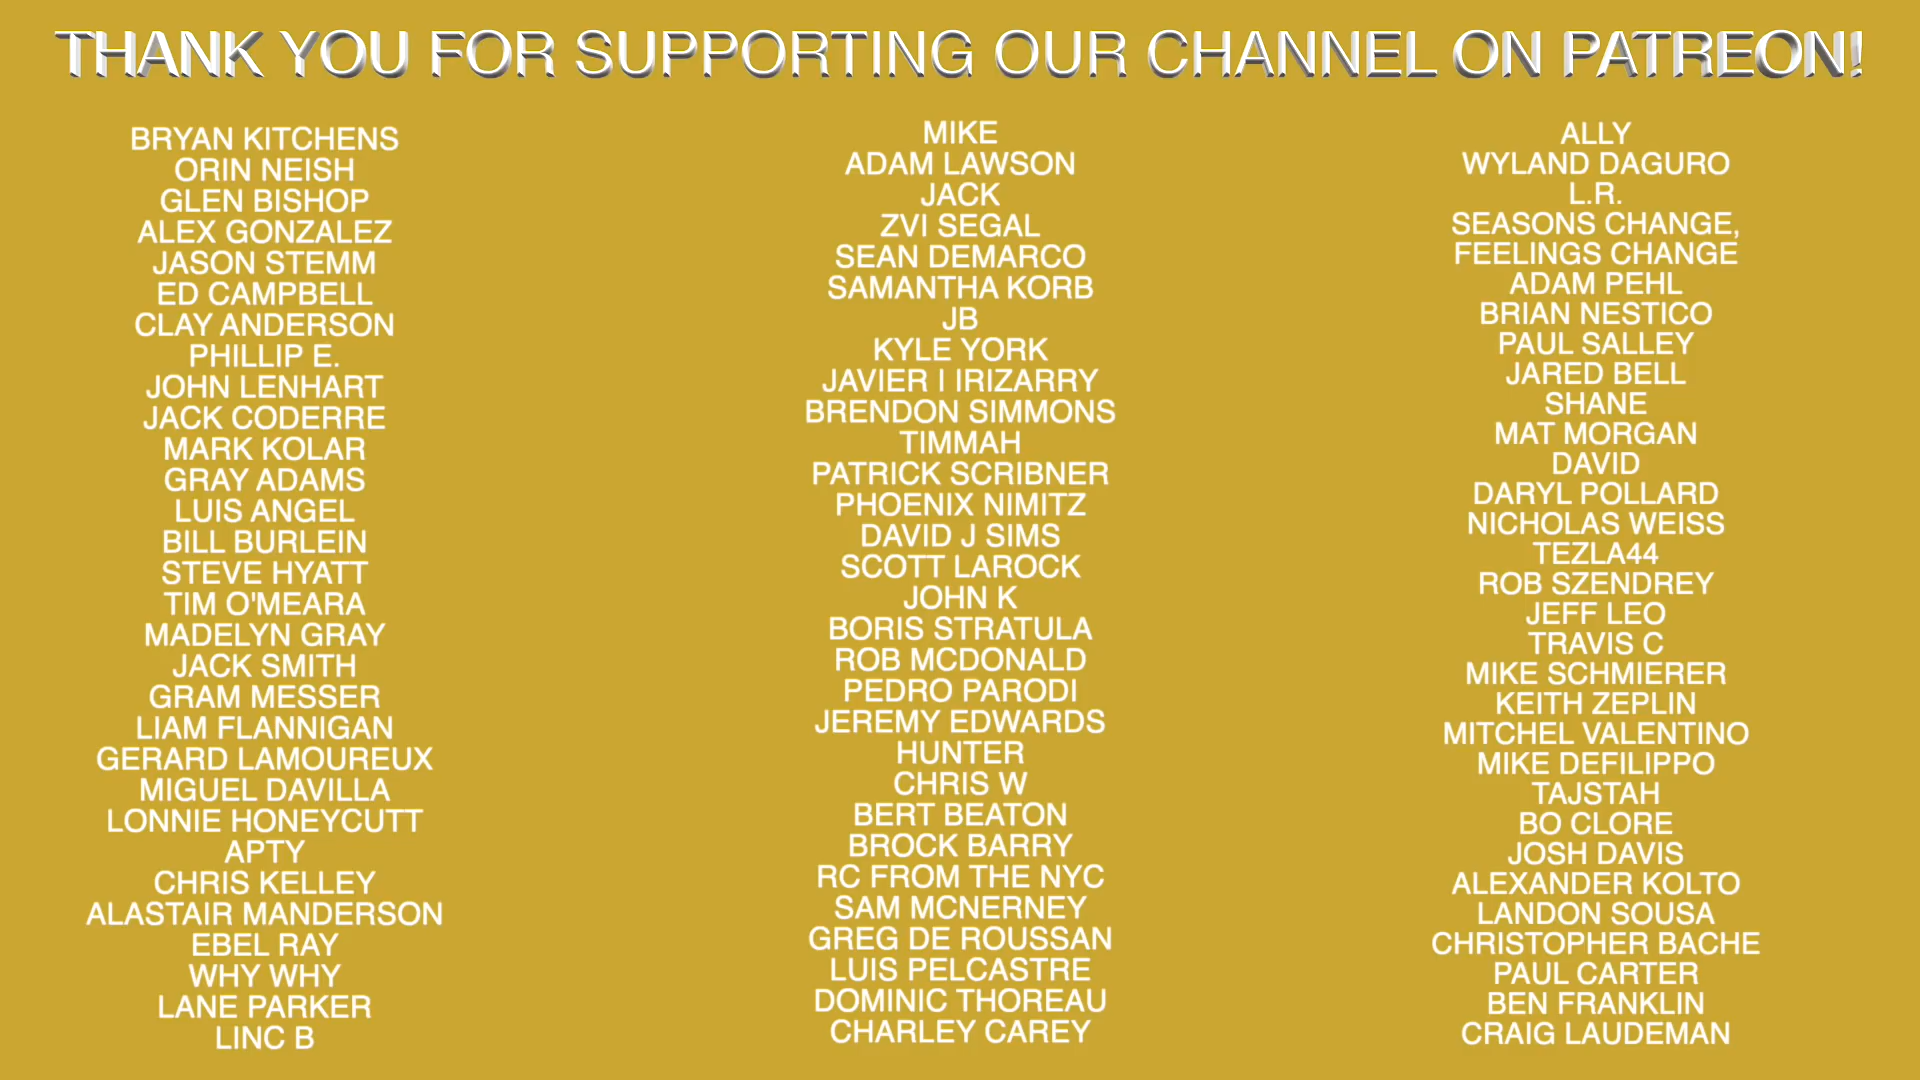 THANK YOU FOR SUPPORTING OUR CHANNEL ON PATREON!
BRYAN KITCHENS
ORIN NEISH
GLEN BISHOP
ALEX GONZALEZ
JASON STEMM
ED CAMPBELL
CLAY ANDERSON
PHILLIP E.
JOHN LENHART
JACK CODERRE
MARK KOLAR
GRAY ADAMS
LUIS ANGEL
BILL BURLEIN
STEVE HYATT
TIM O'MEARA
MADELYN GRAY
JACK SMITH
GRAM MESSER
LIAM FLANNIGAN
GERARD LAMOUREUX
MIGUEL DAVILLA
LONNIE HONEYCUTT
APTY
CHRIS KELLEY
ALASTAIR MANDERSON
EBEL RAY
WHY WHY
LANE PARKER
LINC B
MIKE
ADAM LAWSON
JACK
ZVI SEGAL
SEAN DEMARCO
SAMANTHA KORB
JB
KYLE YORK
JAVIER I IRIZARRY
BRENDON SIMMONS
TIMMAH
PATRICK SCRIBNER
PHOENIX NIMITZ
DAVID J SIMS
SCOTT LAROCK
JOHN K
BORIS STRATULA
ROB MCDONALD
PEDRO PARODI
JEREMY EDWARDS
HUNTER
CHRIS W
BERT BEATON
BROCK BARRY
RC FROM THE NYC
SAM MCNERNEY
GREG DE ROUSSAN
LUIS PELCASTRE
DOMINIC THOREAU
CHARLEY CAREY
ALLY
WYLAND DAGURO
L.R.
SEASONS CHANGE,
FEELINGS CHANGE
ADAM PEHL
BRIAN NESTICO
PAUL SALLEY
JARED BELL
SHANE
MAT MORGAN
DAVID
DARYL POLLARD
NICHOLAS WEISS
TEZLA44
ROB SZENDREY
JEFF LEO
TRAVIS C
MIKE SCHMIERER
KEITH ZEPLIN
MITCHEL VALENTINO
MIKE DEFILIPPO
TAJSTAH
BO CLORE
JOSH DAVIS
ALEXANDER KOLTO
LANDON SOUSA
CHRISTOPHER BACHE
PAUL CARTER
BEN FRANKLIN
CRAIG LAUDEMAN